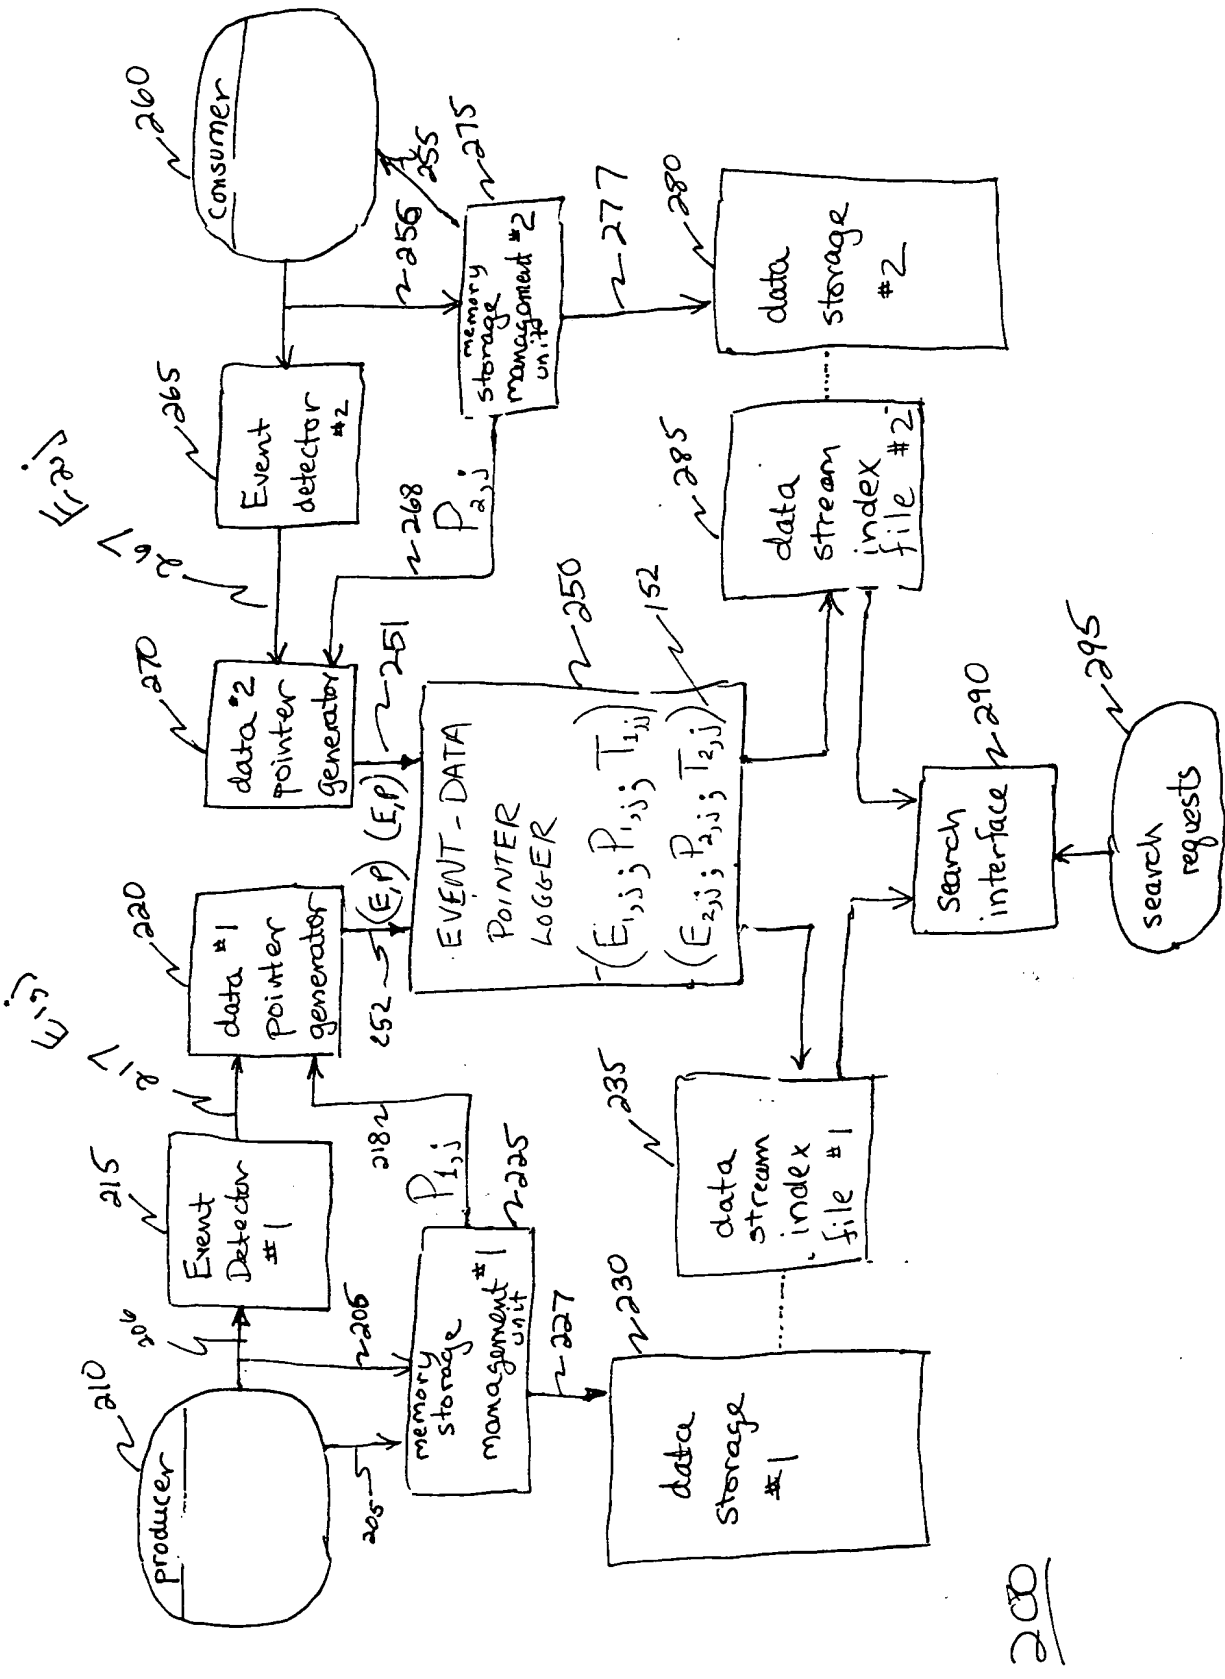 producer
210
206
205
206
Event
Detector
#1
215
217
E1,j
218
P1,j
data #1
pointer
generator
220
252
(E,P)
memory
storage
management #1
unit
225
227
data
storage
#1
230
data
stream
index
file #1
235
EVENT-DATA
POINTER
LOGGER
(E1,j; P1,j; T1,j)
(E2,j; P2,j; T2,j)
250
152
251
(E,P)
data #2
pointer
generator
270
267
E2,j
268
P2,j
Event
detector
#2
265
consumer
260
255
256
memory
storage
management #2
unit
275
277
data
storage
#2
280
data
stream
index
file #2
285
search
interface
290
search
requests
295
200